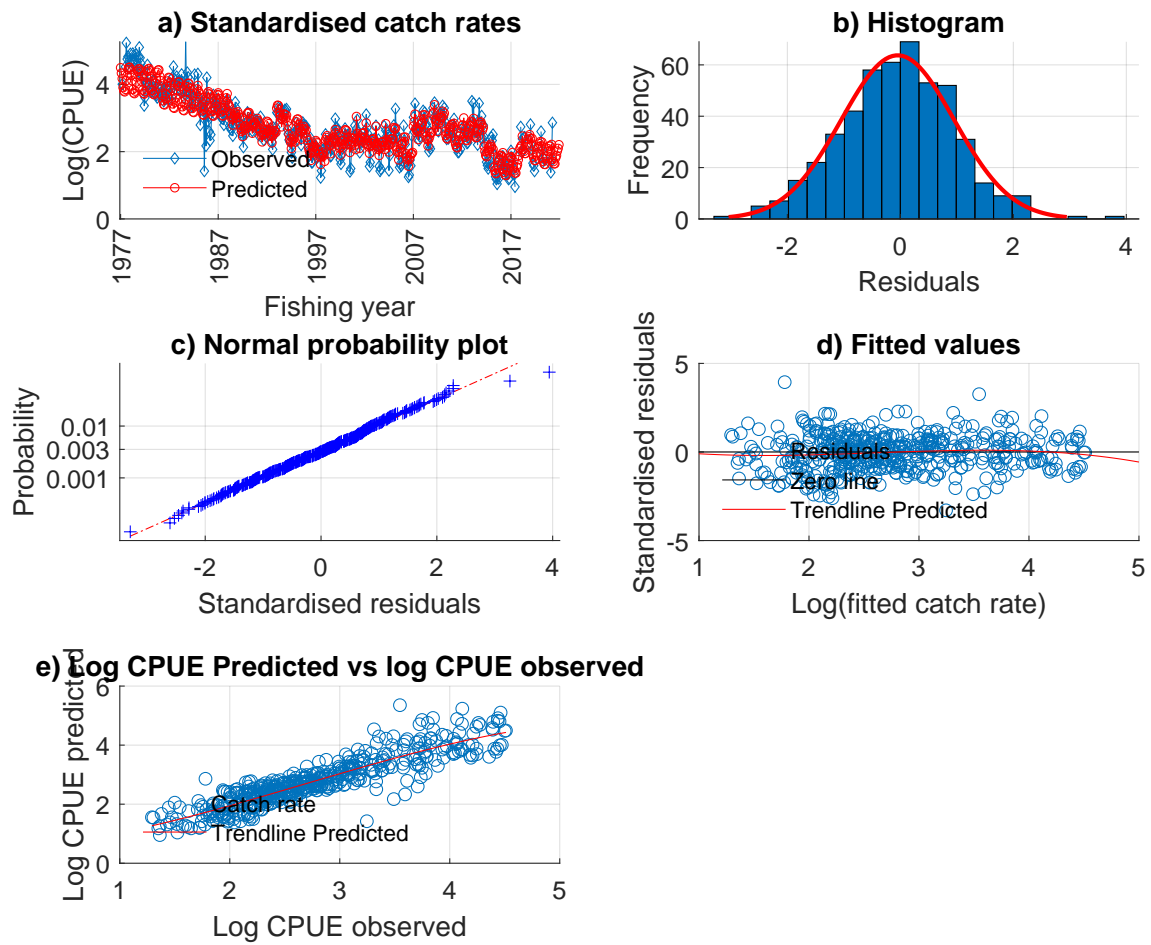 a) Standardised catch rates
Log(CPUE)
4
2
0
Observed
Predicted
1977
1987
1997
2007
2017
Fishing year
b) Histogram
Frequency
60
40
20
0
-2
0
2
4
Residuals
c) Normal probability plot
Probability
0.01
0.003
0.001
-2
0
2
4
Standardised residuals
d) Fitted values
Standardised residuals
5
0
-5
Residuals
Zero line
Trendline Predicted
1
2
3
4
5
Log(fitted catch rate)
e) Log CPUE Predicted vs log CPUE observed
Log CPUE predicted
6
4
2
0
Catch rate
Trendline Predicted
1
2
3
4
5
Log CPUE observed